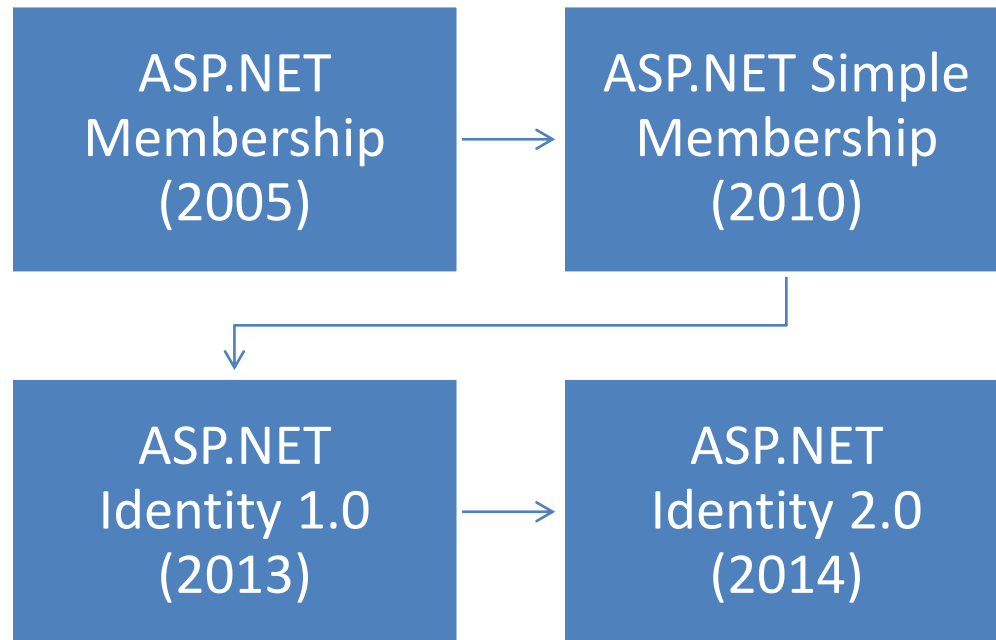 ASP.NET
Membership
(2005)
ASP.NET Simple
Membership
(2010)
ASP.NET
Identity 1.0
(2013)
ASP.NET
Identity 2.0
(2014)